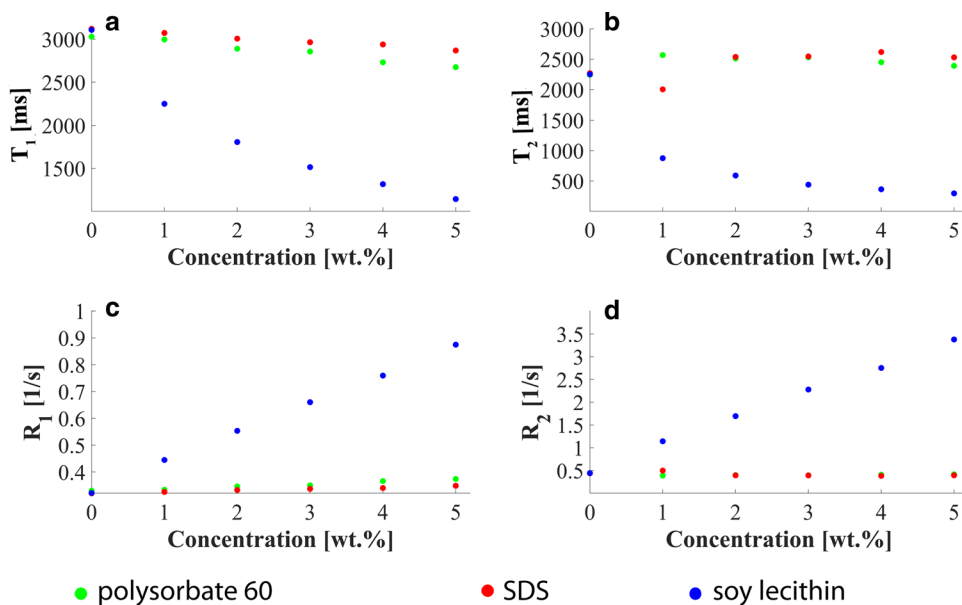 a
T1 [ms]
3000
2500
2000
1500
0 1 2 3 4 5
Concentration [wt.%]
b
T2 [ms]
3000
2500
2000
1500
1000
500
0 1 2 3 4 5
Concentration [wt.%]
c
R1 [1/s]
1
0.9
0.8
0.7
0.6
0.5
0.4
0 1 2 3 4 5
Concentration [wt.%]
d
R2 [1/s]
3.5
3
2.5
2
1.5
1
0.5
0 1 2 3 4 5
Concentration [wt.%]
polysorbate 60 SDS soy lecithin